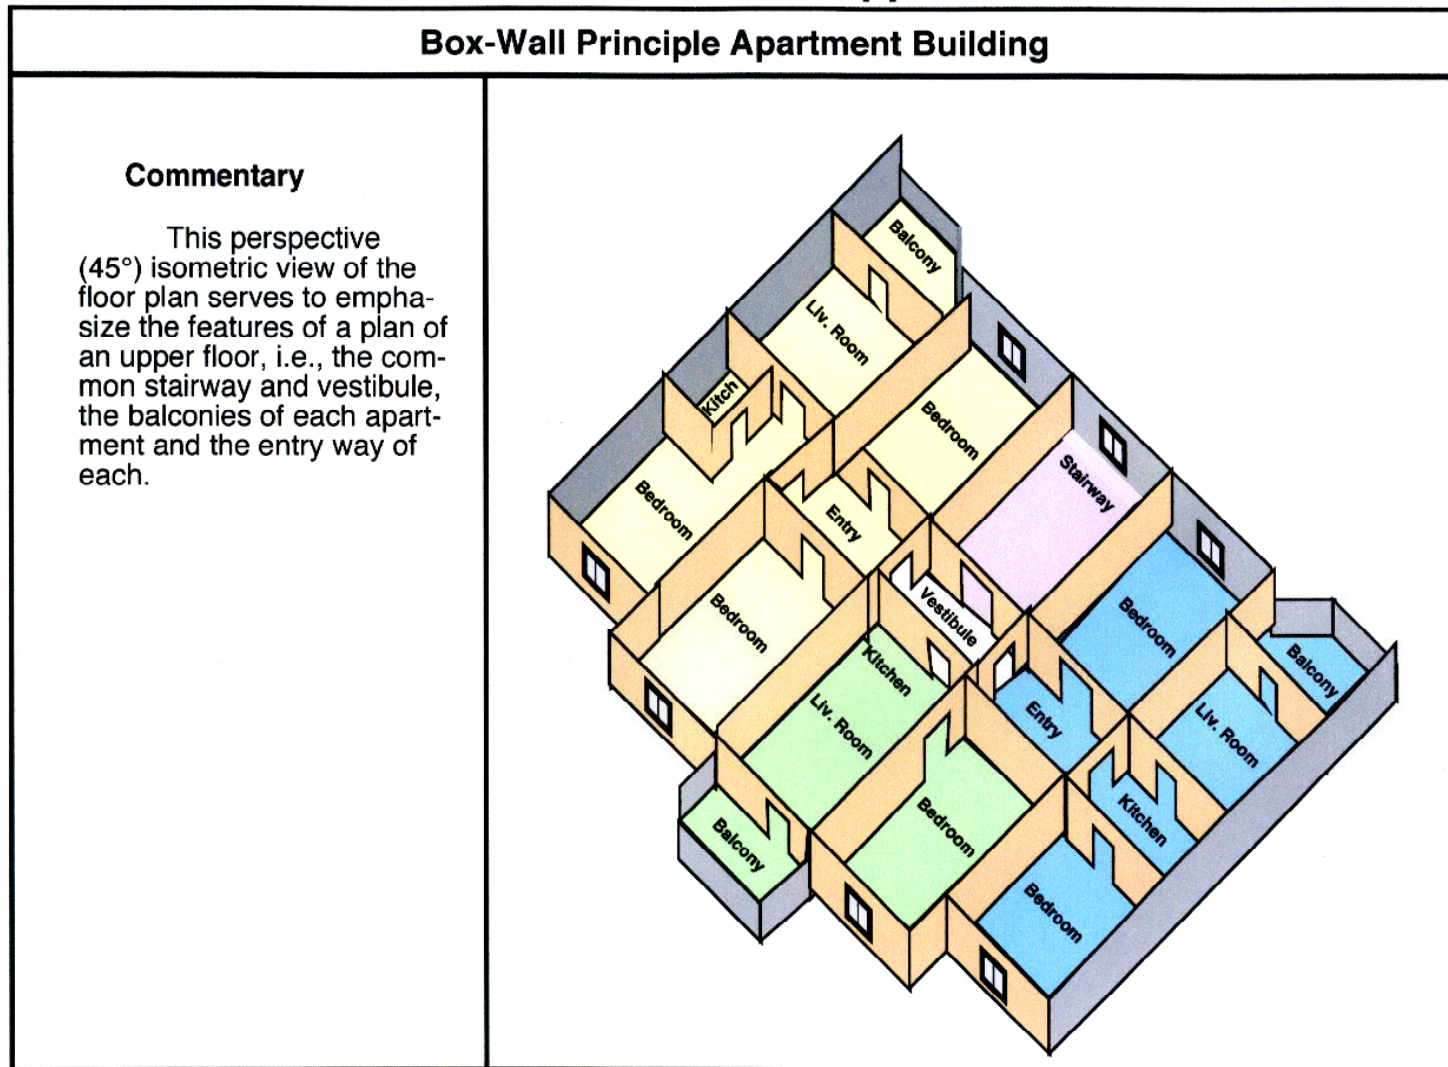 Box-Wall Principle Apartment Building
Commentary
This perspective
(45°) isometric view of the
floor plan serves to empha-
size the features of a plan of
an upper floor, i.e., the com-
mon stairway and vestibule,
the balconies of each apart-
ment and the entry way of
each.
Balcony
Liv. Room
Kitch
Bedroom
Bedroom
Stairway
Entry
Bedroom
Vestibule
Bedroom
Balcony
Kitchen
Liv. Room
Entry
Liv. Room
Balcony
Bedroom
Kitchen
Bedroom